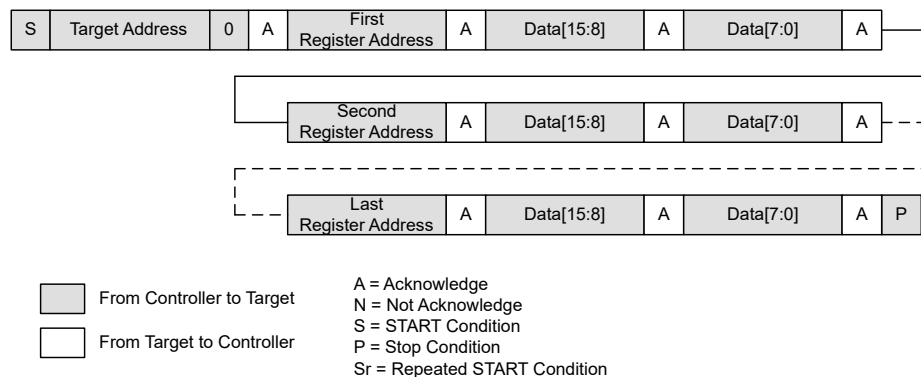 S Target Address 0 A First Register Address A Data[15:8] A Data[7:0] A
Second Register Address A Data[15:8] A Data[7:0] A
Last Register Address A Data[15:8] A Data[7:0] A P
From Controller to Target
From Target to Controller
A = Acknowledge
N = Not Acknowledge
S = START Condition
P = Stop Condition
Sr = Repeated START Condition